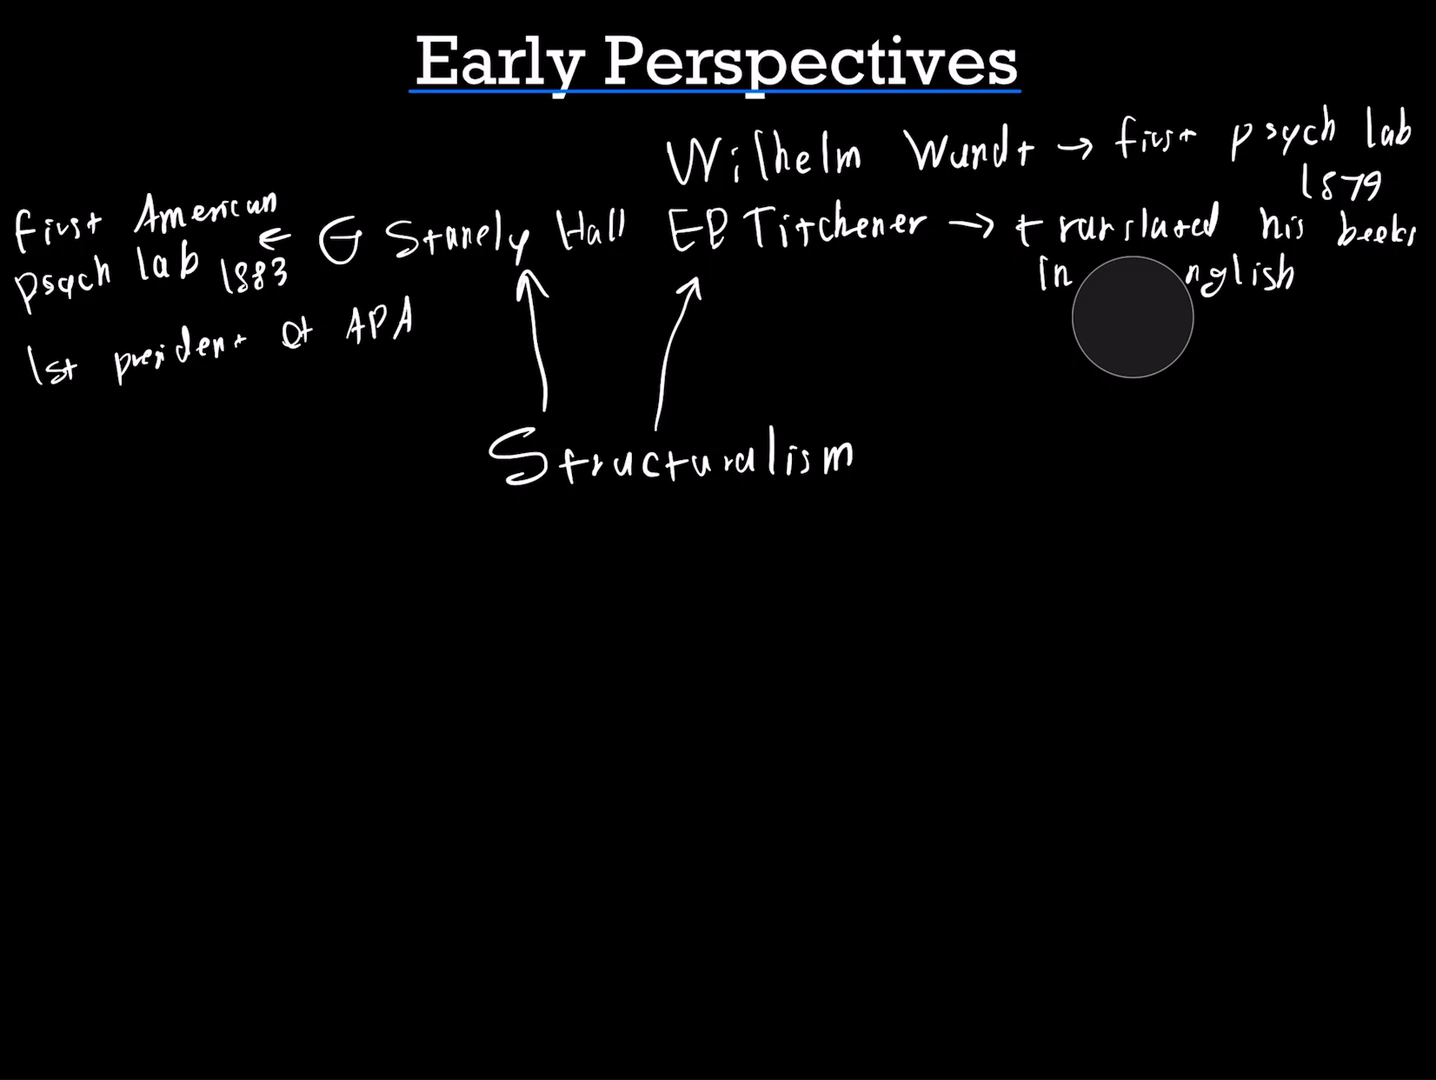 Early Perspectives
Wilhelm Wundt → first psych lab
1879
first American
psych lab 1883 ← G Stanely Hall
EB Titchener → translated his books
in nglish
1st president of APA
Structuralism